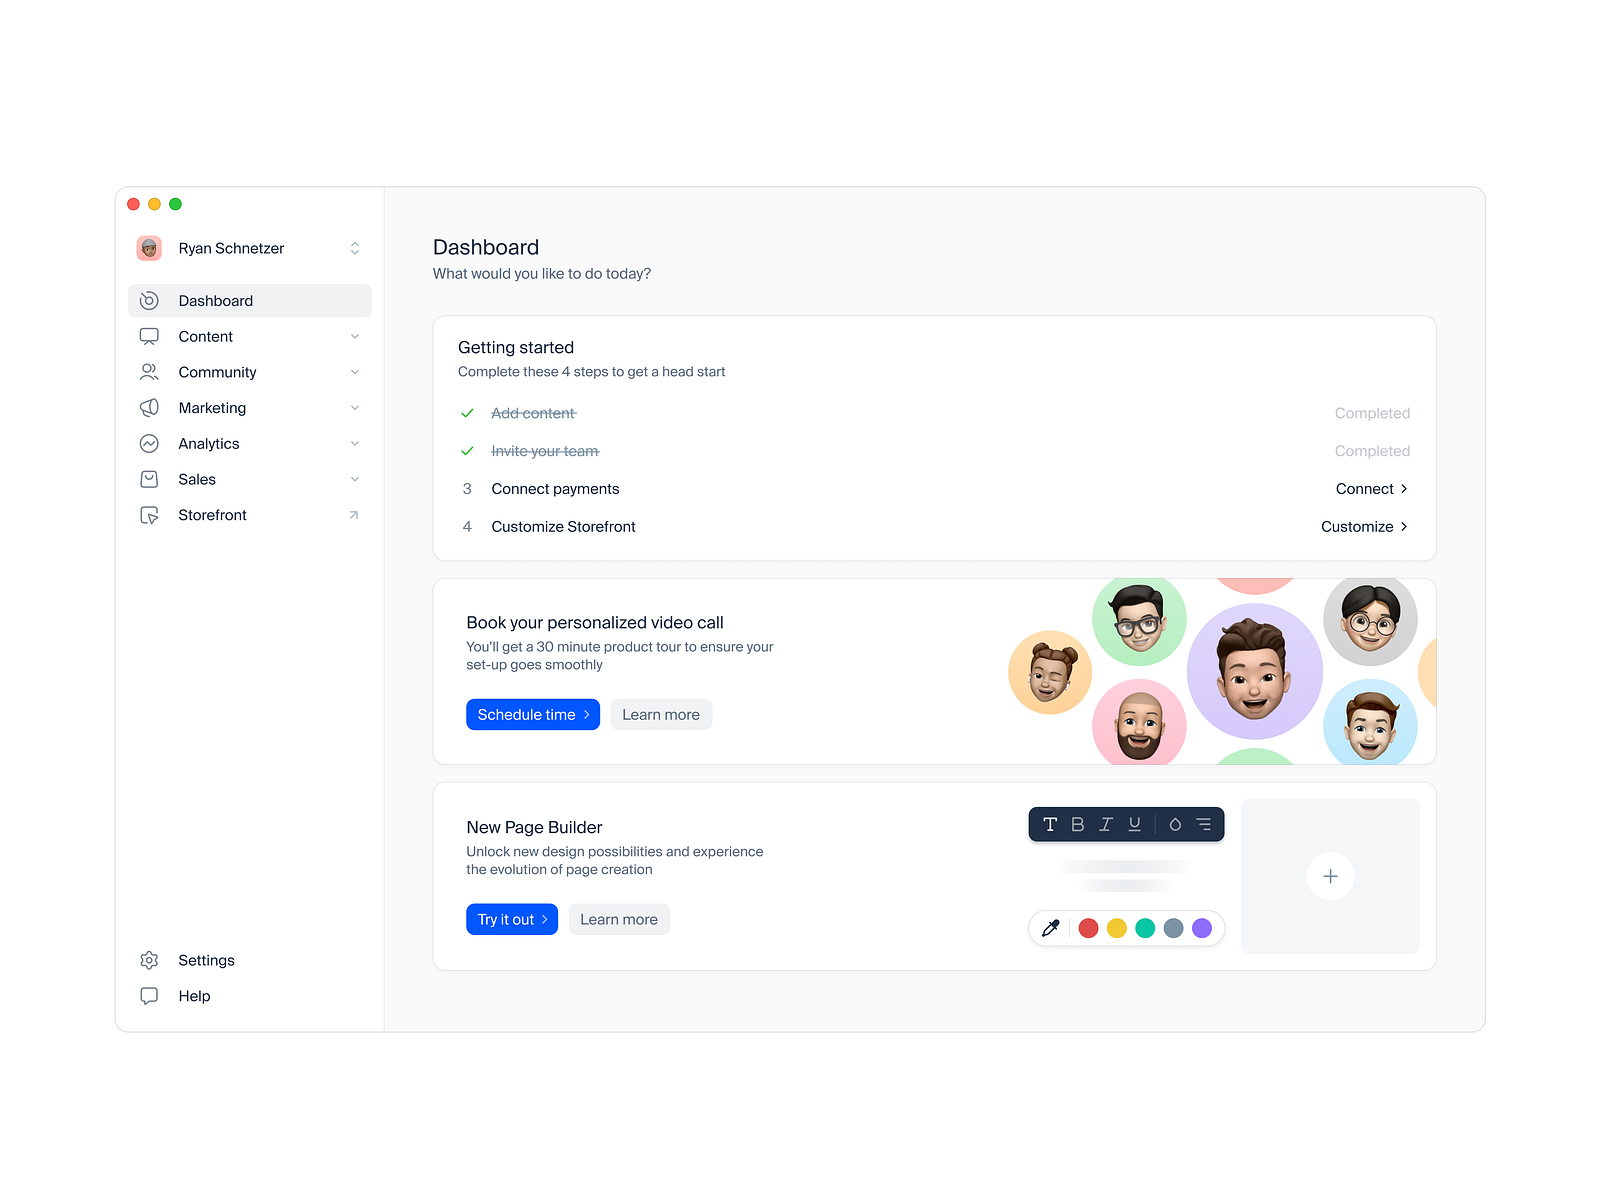 Ryan Schnetzer
Dashboard
Content
Community
Marketing
Analytics
Sales
Storefront
Settings
Help
Dashboard
What would you like to do today?
Getting started
Complete these 4 steps to get a head start
Add content Completed
Invite your team Completed
3 Connect payments Connect
4 Customize Storefront Customize
Book your personalized video call
You'll get a 30 minute product tour to ensure your
set-up goes smoothly
Schedule time Learn more
New Page Builder
Unlock new design possibilities and experience
the evolution of page creation
Try it out Learn more
T B I U